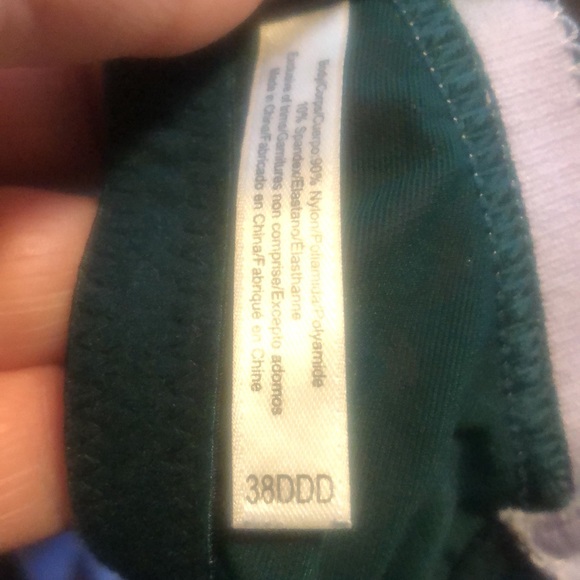 Body/Corps/Cuerpo:90% Nylon/Poliamida/Polyamide
10% Spandex/Elastano/Elasthanne
Exclusive of trims/Garnitures non comprise/Excepto adornos
Made in China/Fabricado en China/Fabriqué en Chine
38DDD